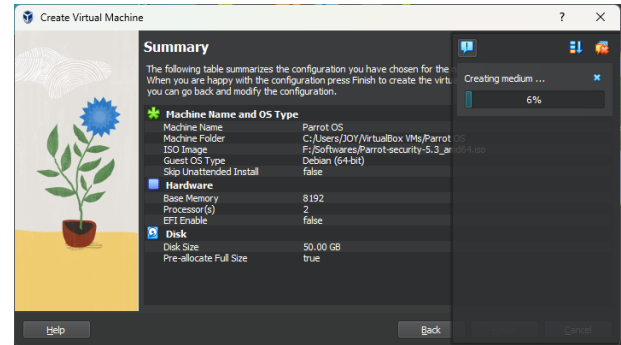 Create Virtual Machine
Summary
The following table summarizes the configuration you have chosen for the
When you are happy with the configuration press Finish to create the virtu
you can go back and modify the configuration.
Machine Name and OS Type
Machine Name Parrot OS
Machine Folder C:/Users/JOY/VirtualBox VMs/Parrot OS
ISO Image F:/Softwares/Parrot-security-5.3_amd64.iso
Guest OS Type Debian (64-bit)
Skip Unattended Install false
Hardware
Base Memory 8192
Processor(s) 2
EFI Enable false
Disk
Disk Size 50.00 GB
Pre-allocate Full Size true
Creating medium ...
6%
Help
Back
Cancel